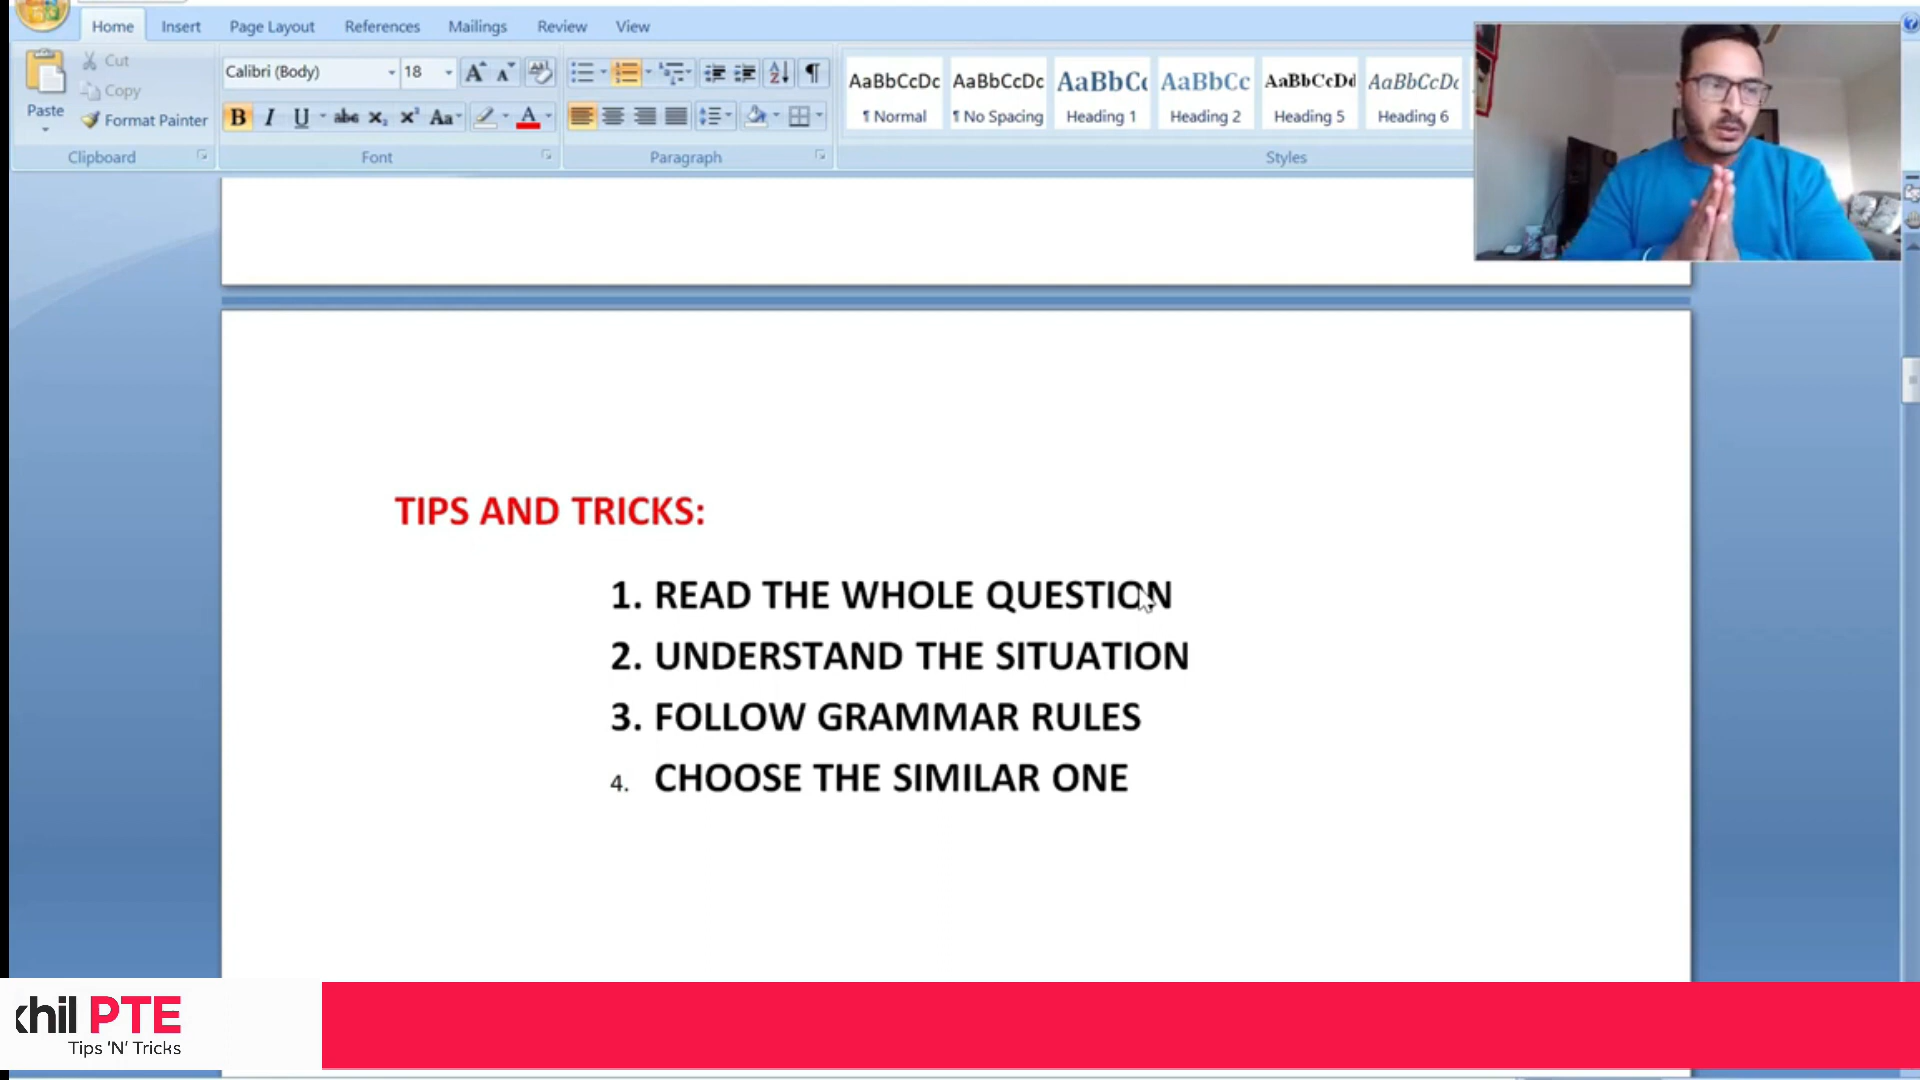 Home Insert Page Layout References Mailings Review View
Cut
Copy
Paste
Format Painter
Clipboard
Calibri (Body) 18
Font
Paragraph
AaBbCcDc AaBbCcDc AaBbCc AaBbCc AaBbCcDd AaBbCcDc
¶ Normal ¶ No Spacing Heading 1 Heading 2 Heading 5 Heading 6
Styles
TIPS AND TRICKS:
1. READ THE WHOLE QUESTION
2. UNDERSTAND THE SITUATION
3. FOLLOW GRAMMAR RULES
4. CHOOSE THE SIMILAR ONE
khil PTE
Tips 'N' Tricks